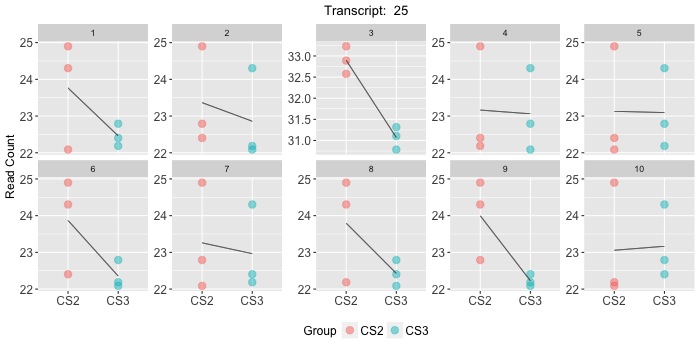 Transcript: 25
1 2 3 4 5
25 25 33.0 25 25
24 24 32.5 24 24
23 23 32.0 23 23
31.5
22 22 31.0 22 22
Read Count
6 7 8 9 10
25 25 25 25 25
24 24 24 24 24
23 23 23 23 23
22 22 22 22 22
CS2 CS3 CS2 CS3 CS2 CS3 CS2 CS3 CS2 CS3
Group CS2 CS3